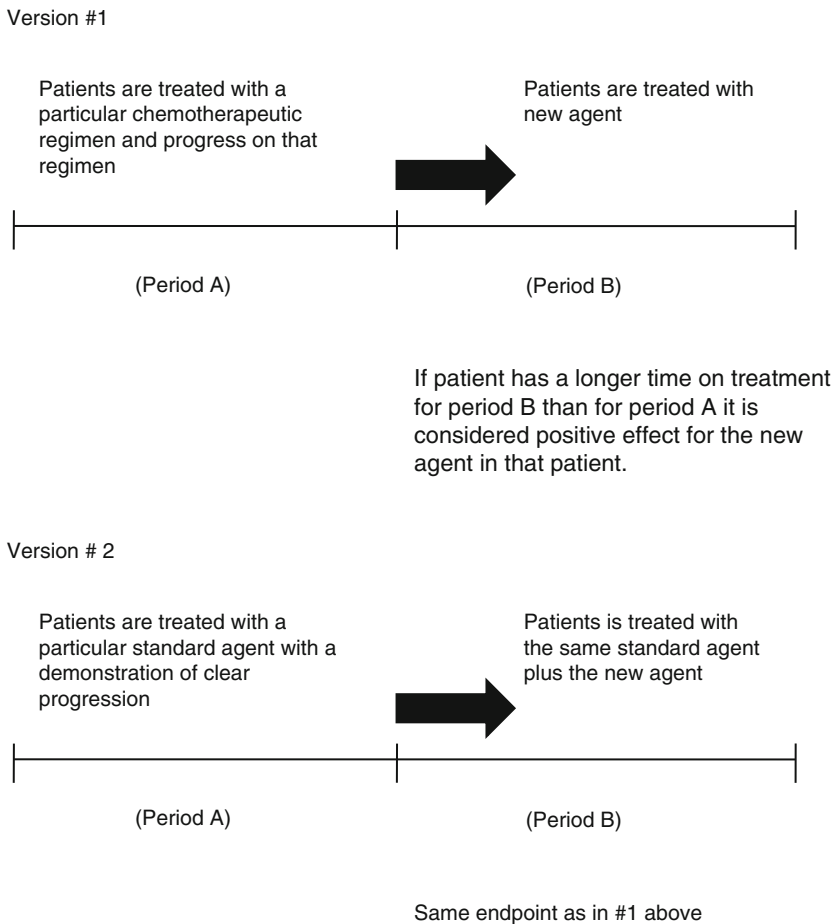 Version #1
Patients are treated with a
particular chemotherapeutic
regimen and progress on that
regimen
Patients are treated with
new agent
(Period A)
(Period B)
If patient has a longer time on treatment
for period B than for period A it is
considered positive effect for the new
agent in that patient.
Version # 2
Patients are treated with a
particular standard agent with a
demonstration of clear
progression
Patients is treated with
the same standard agent
plus the new agent
(Period A)
(Period B)
Same endpoint as in #1 above